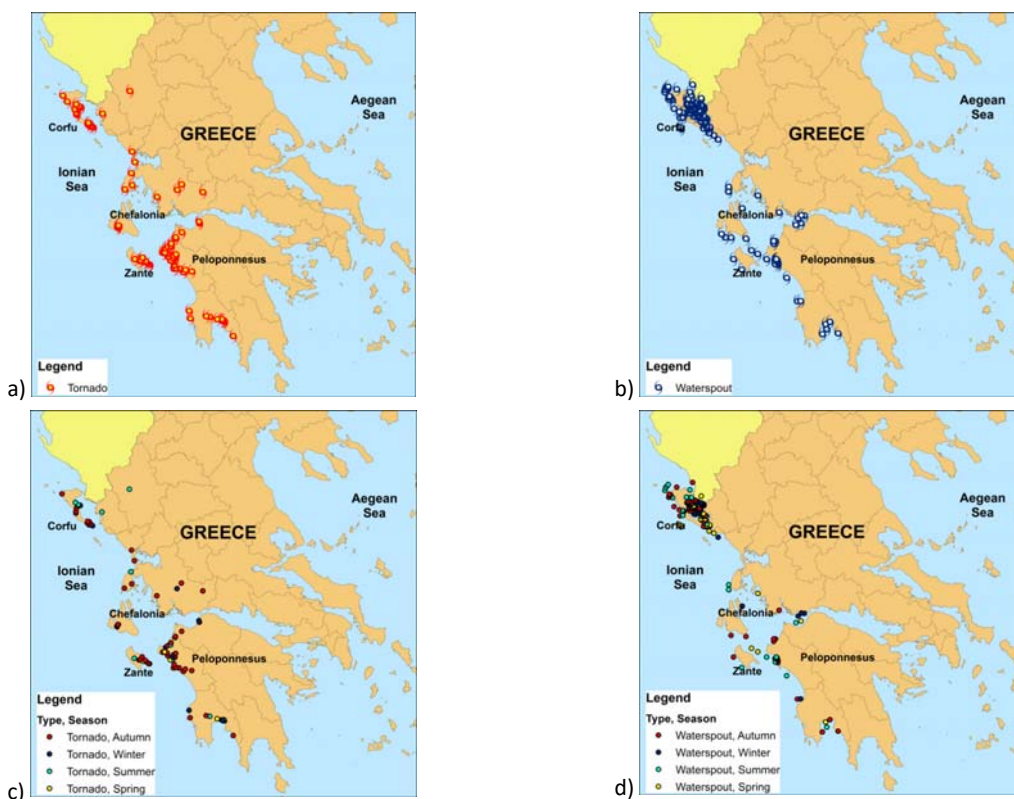 Corfu
GREECE
Aegean
Sea
Ionian
Sea
Chefalonia
Zante
Peloponnesus
Legend
Tornado
a)
Corfu
GREECE
Aegean
Sea
Ionian
Sea
Chefalonia
Zante
Peloponnesus
Legend
Waterspout
b)
Corfu
GREECE
Aegean
Sea
Ionian
Sea
Chefalonia
Zante
Peloponnesus
Legend
Type, Season
Tornado, Autumn
Tornado, Winter
Tornado, Summer
Tornado, Spring
c)
Corfu
GREECE
Aegean
Sea
Ionian
Sea
Chefalonia
Zante
Peloponnesus
Legend
Type, Season
Waterspout, Autumn
Waterspout, Winter
Waterspout, Summer
Waterspout, Spring
d)